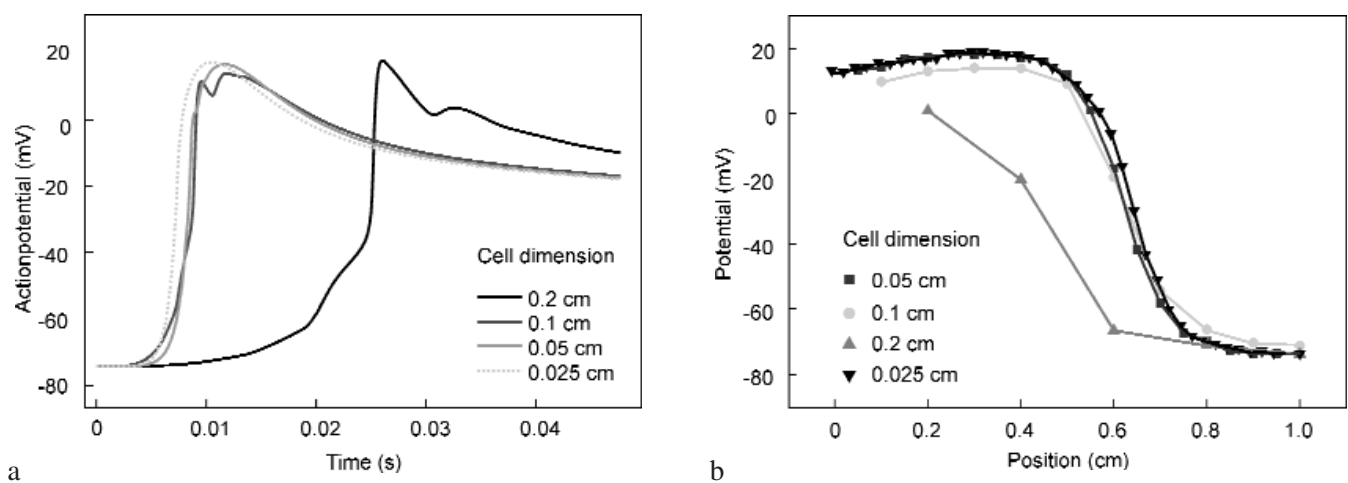 20
0
-20
-40
-60
-80
Actionpotential (mV)
0
0.01
0.02
0.03
0.04
Time (s)
Cell dimension
0.2 cm
0.1 cm
0.05 cm
0.025 cm
a
20
0
-20
-40
-60
-80
Potential (mV)
0
0.2
0.4
0.6
0.8
1.0
Position (cm)
Cell dimension
0.05 cm
0.1 cm
0.2 cm
0.025 cm
b